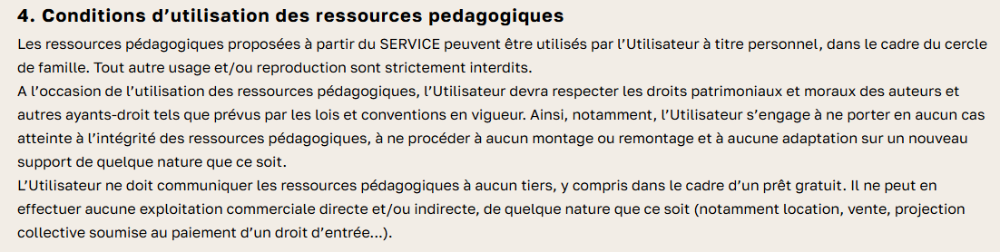 4. Conditions d’utilisation des ressources pedagogiques
Les ressources pédagogiques proposées à partir du SERVICE peuvent être utilisés par l’Utilisateur à titre personnel, dans le cadre du cercle
de famille. Tout autre usage et/ou reproduction sont strictement interdits.
A l’occasion de l’utilisation des ressources pédagogiques, l’Utilisateur devra respecter les droits patrimoniaux et moraux des auteurs et
autres ayants-droit tels que prévus par les lois et conventions en vigueur. Ainsi, notamment, l’Utilisateur s’engage à ne porter en aucun cas
atteinte à l’intégrité des ressources pédagogiques, à ne procéder à aucun montage ou remontage et à aucune adaptation sur un nouveau
support de quelque nature que ce soit.
L’Utilisateur ne doit communiquer les ressources pédagogiques à aucun tiers, y compris dans le cadre d’un prêt gratuit. Il ne peut en
effectuer aucune exploitation commerciale directe et/ou indirecte, de quelque nature que ce soit (notamment location, vente, projection
collective soumise au paiement d’un droit d’entrée...).